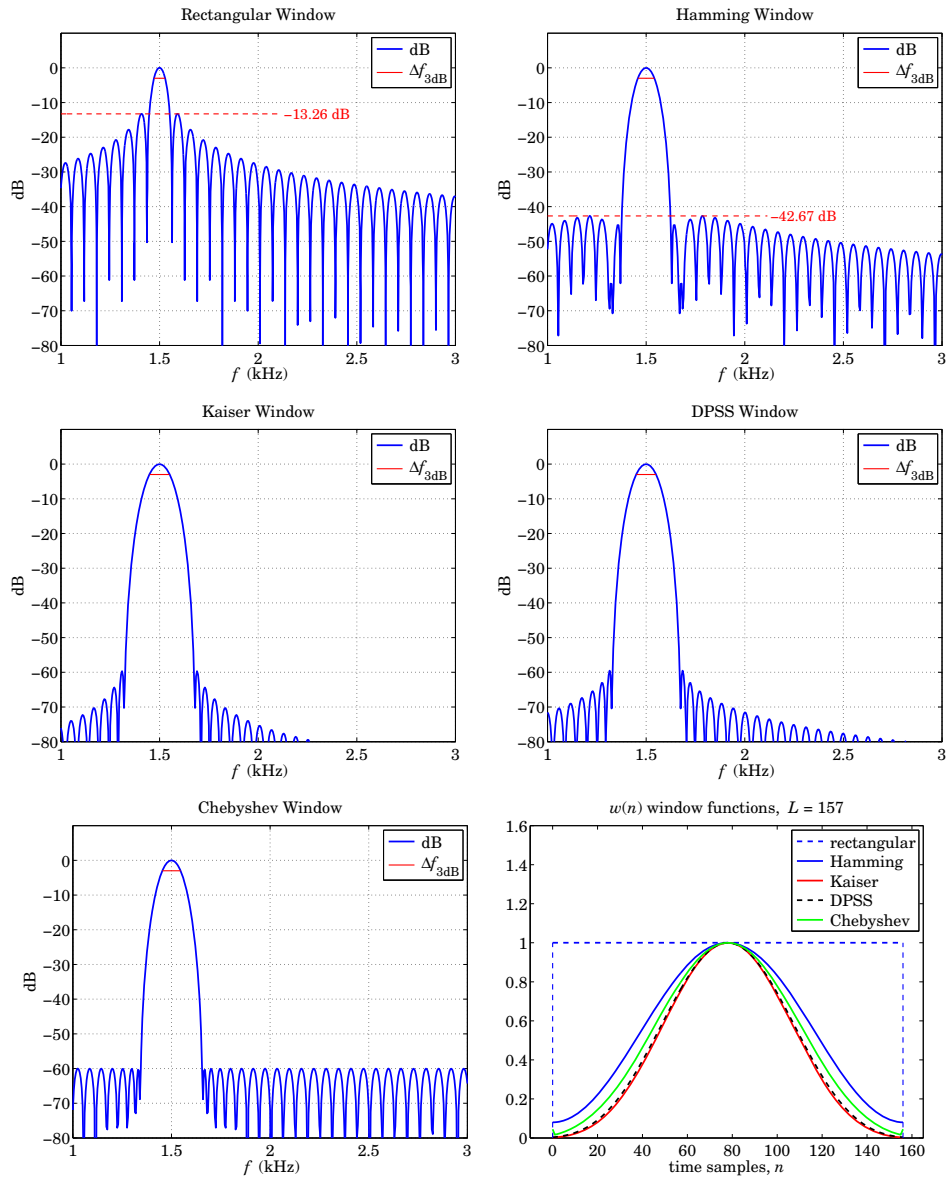 Rectangular Window
dB
Δf3dB
−13.26 dB
0
−10
−20
−30
−40
−50
−60
−70
−80
dB
1
1.5
2
2.5
3
f (kHz)
Hamming Window
dB
Δf3dB
−42.67 dB
0
−10
−20
−30
−40
−50
−60
−70
−80
dB
1
1.5
2
2.5
3
f (kHz)
Kaiser Window
dB
Δf3dB
0
−10
−20
−30
−40
−50
−60
−70
−80
dB
1
1.5
2
2.5
3
f (kHz)
DPSS Window
dB
Δf3dB
0
−10
−20
−30
−40
−50
−60
−70
−80
dB
1
1.5
2
2.5
3
f (kHz)
Chebyshev Window
dB
Δf3dB
0
−10
−20
−30
−40
−50
−60
−70
−80
dB
1
1.5
2
2.5
3
f (kHz)
w(n) window functions, L = 157
rectangular
Hamming
Kaiser
DPSS
Chebyshev
1.6
1.4
1.2
1
0.8
0.6
0.4
0.2
0
0
20
40
60
80
100
120
140
160
time samples, n